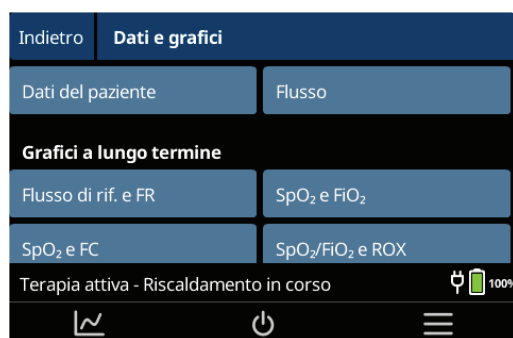 Indietro Dati e grafici
Dati del paziente Flusso
Grafici a lungo termine
Flusso di rif. e FR SpO₂ e FiO₂
SpO₂ e FC SpO₂/FiO₂ e ROX
Terapia attiva - Riscaldamento in corso 100%